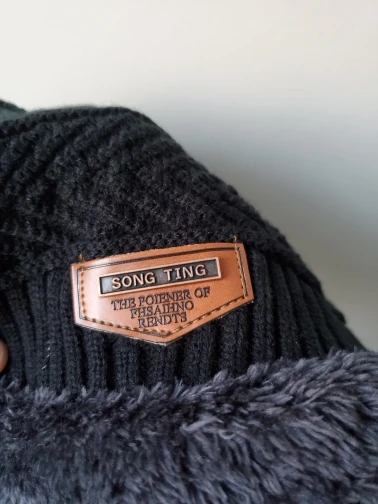 SONG TING
THE POIENER OF
FHSAIHNO
RENDTS